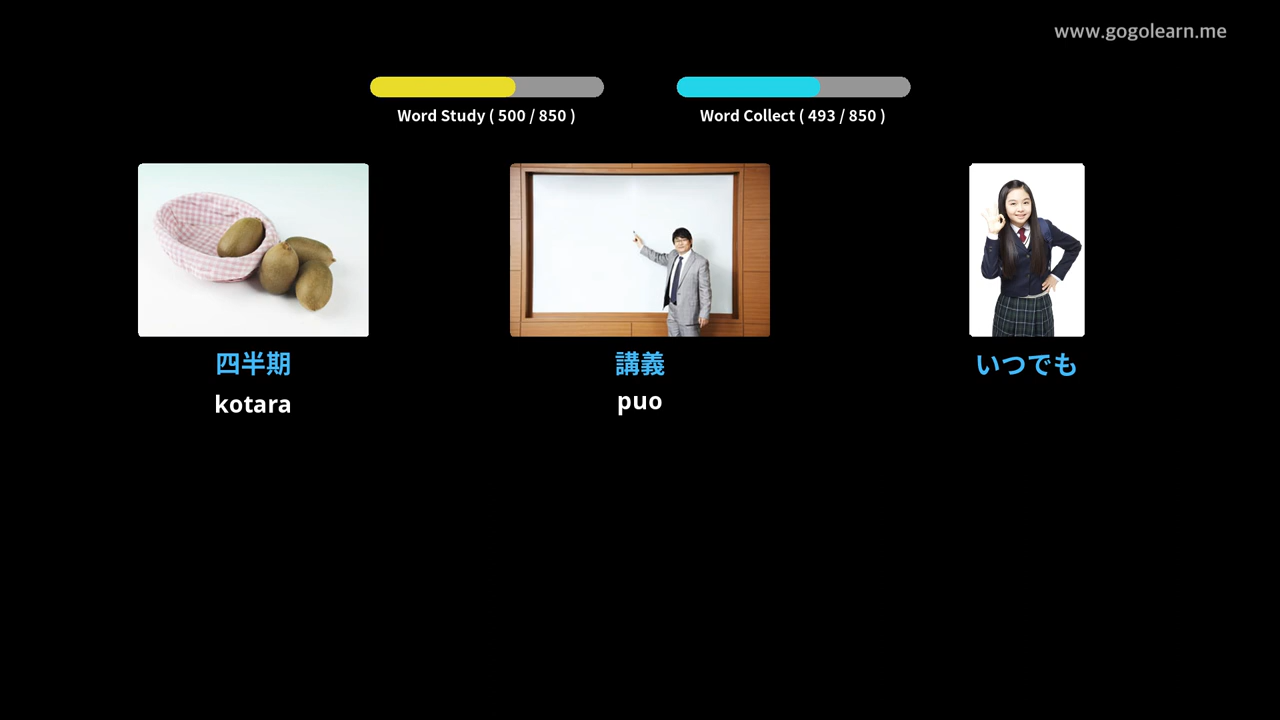 www.gogolearn.me
Word Study ( 500 / 850 )
Word Collect ( 493 / 850 )
四半期
kotara
講義
puo
いつでも